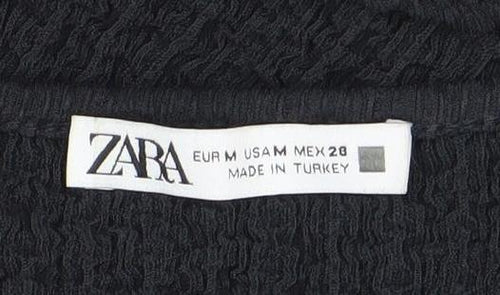 ZARA
EUR M USA M MEX 28
MADE IN TURKEY